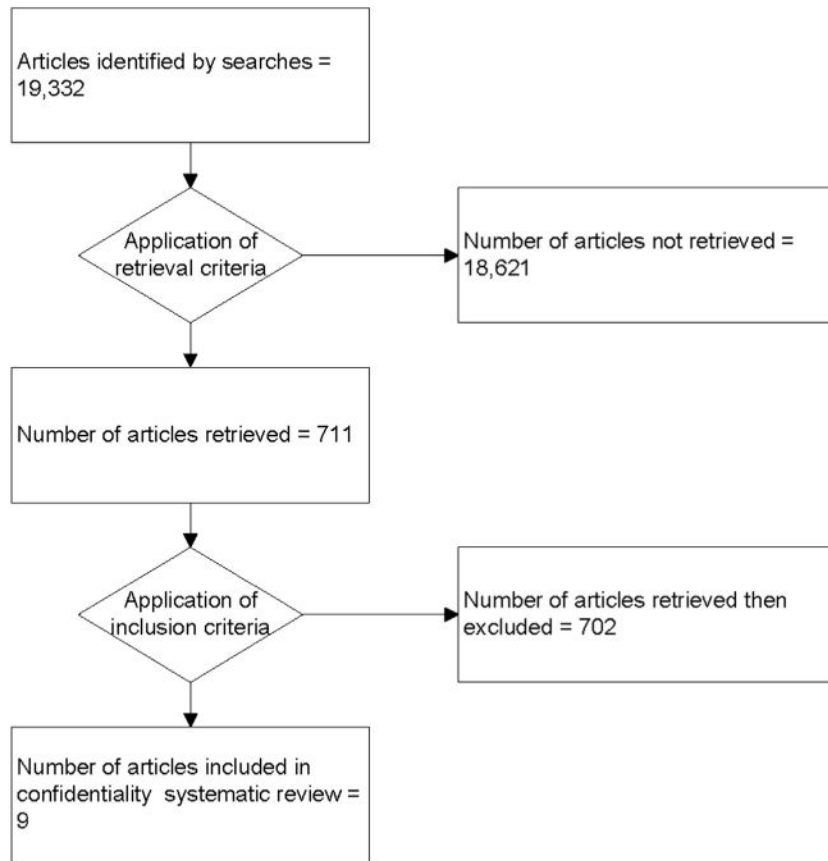 Articles identified by searches =
19,332
Application of
retrieval criteria
Number of articles not retrieved =
18,621
Number of articles retrieved = 711
Application of
inclusion criteria
Number of articles retrieved then
excluded = 702
Number of articles included in
confidentiality systematic review =
9